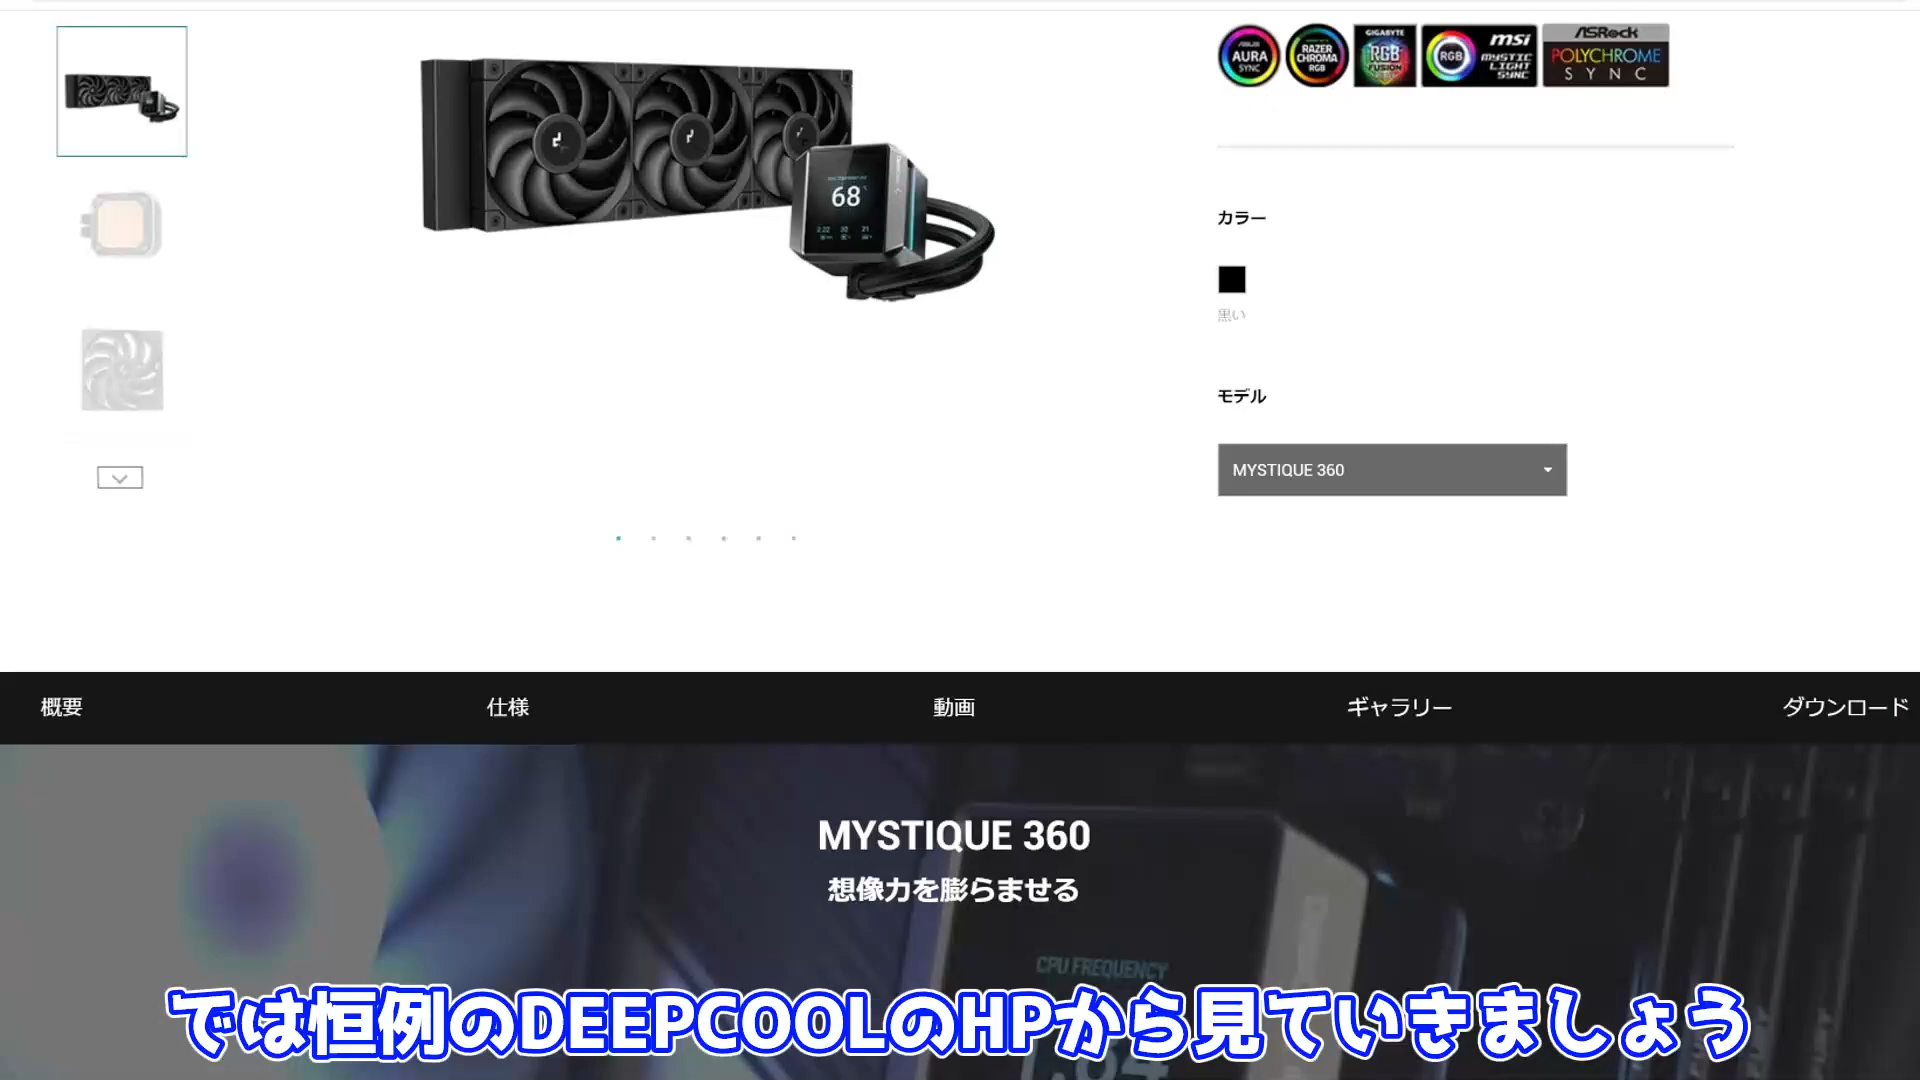 ASUS
AURA
SYNC
RAZER
CHROMA
RGB
GIGABYTE
RGB
FUSION
RGB
msi
MYSTIC
LIGHT
SYNC
ASRock
POLYCHROME
SYNC
68
カラー
黒い
モデル
MYSTIQUE 360
概要
仕様
動画
ギャラリー
ダウンロード
MYSTIQUE 360
想像力を膨らませる
CPU FREQUENCY
では恒例のDEEPCOOLのHPから見ていきましょう